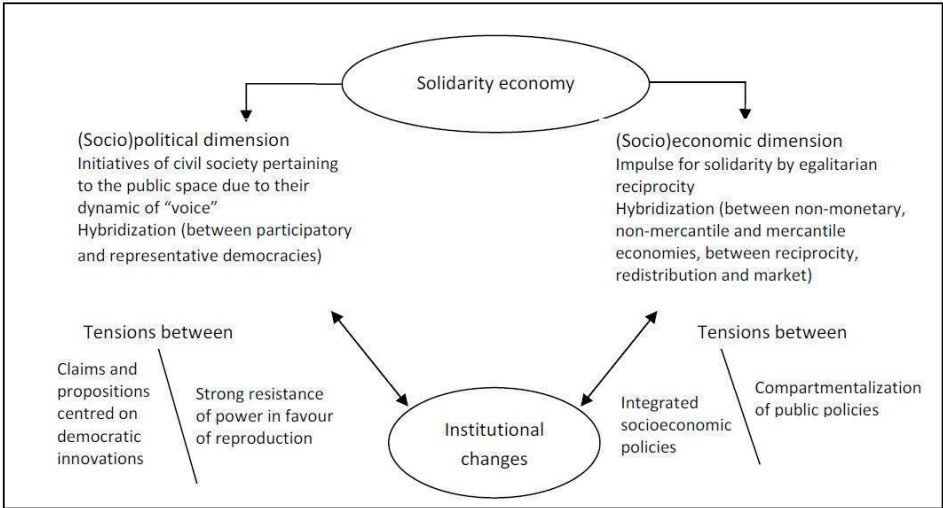 Solidarity economy
(Socio)political dimension
Initiatives of civil society pertaining
to the public space due to their
dynamic of “voice”
Hybridization (between participatory
and representative democracies)
(Socio)economic dimension
Impulse for solidarity by egalitarian
reciprocity
Hybridization (between non-monetary,
non-mercantile and mercantile
economies, between reciprocity,
redistribution and market)
Tensions between
Claims and
propositions
centred on
democratic
innovations
Strong resistance
of power in favour
of reproduction
Institutional
changes
Tensions between
Integrated
socioeconomic
policies
Compartmentalization
of public policies